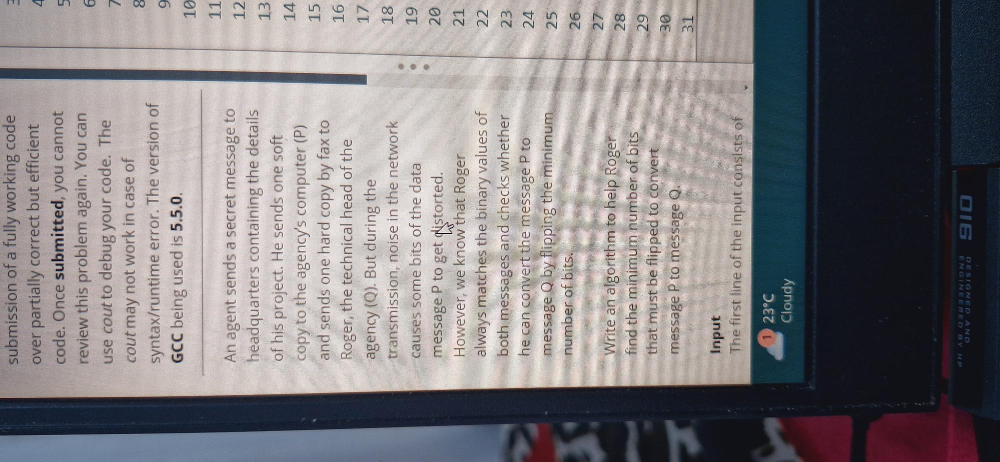 submission of a fully working code
over partially correct but efficient
code. Once submitted, you cannot
review this problem again. You can
use cout to debug your code. The
cout may not work in case of
syntax/runtime error. The version of
GCC being used is 5.5.0.
An agent sends a secret message to
headquarters containing the details
of his project. He sends one soft
copy to the agency's computer (P)
and sends one hard copy by fax to
Roger, the technical head of the
agency (Q). But during the
transmission, noise in the network
causes some bits of the data
message P to get distorted.
However, we know that Roger
always matches the binary values of
both messages and checks whether
he can convert the message P to
message Q by flipping the minimum
number of bits.
Write an algorithm to help Roger
find the minimum number of bits
that must be flipped to convert
message P to message Q.
Input
The first line of the input consists of
3
4
5
6
7
8
9
10
11
12
13
14
15
16
17
18
19
20
21
22
23
24
25
26
27
28
29
30
31
1
23°C
Cloudy
DESIGNED AND
ENGINEERED BY HP